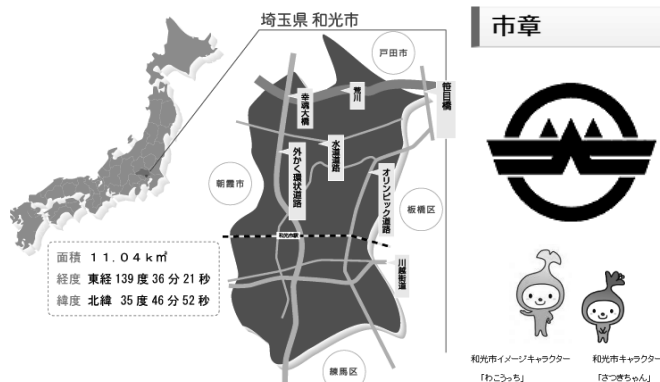 埼玉県 和光市
戸田市
笹目橋
荒川
幸魂大橋
水道道路
外かく環状道路
オリンピック道路
朝霞市
板橋区
和光市駅
川越街道
練馬区
面積 11.04k㎡
経度 東経 139 度 36 分 21 秒
緯度 北緯 35 度 46 分 52 秒
市章
和光市イメージキャラクター
「わこうっち」
和光市キャラクター
「さつきちゃん」